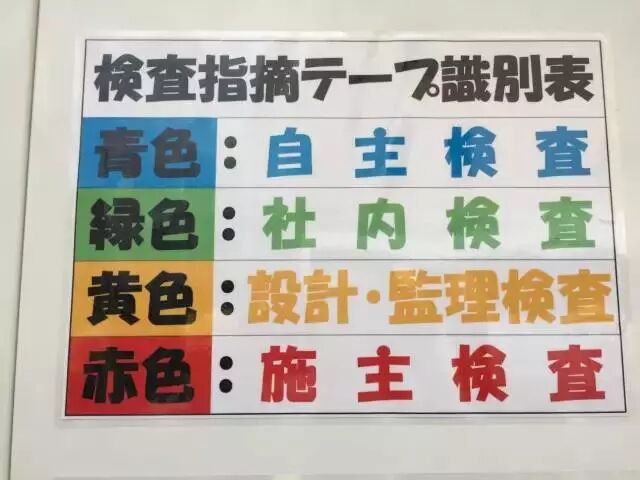 検査指摘テープ識別表
青色：自主検査
緑色：社内検査
黄色：設計・監理検査
赤色：施主検査